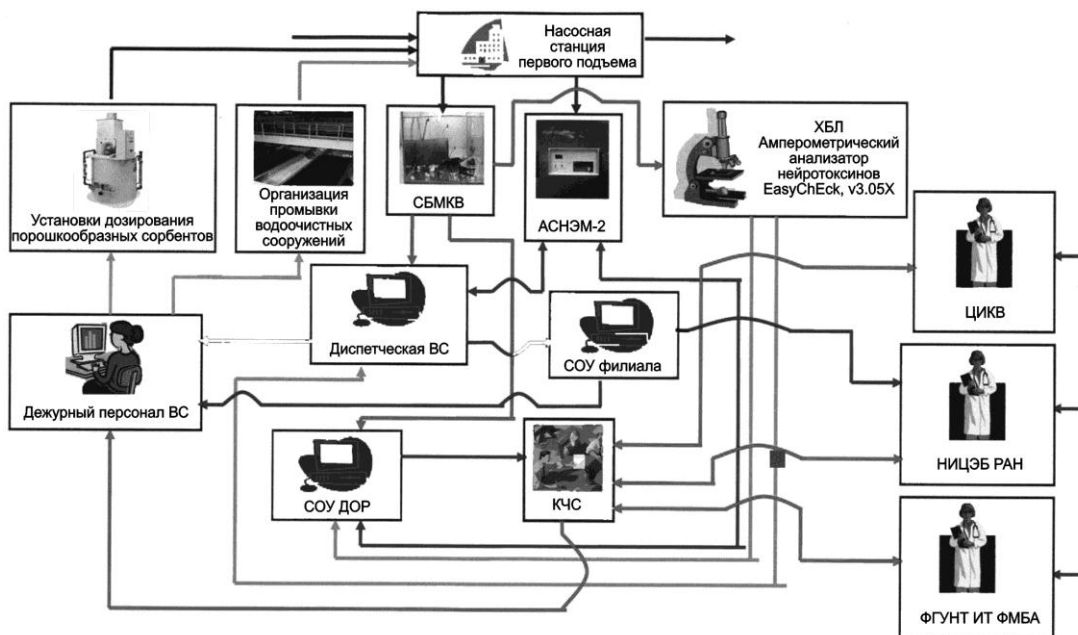 Насосная
станция
первого подъема
Установки дозирования
порошкообразных сорбентов
Организация
промывки
водоочистных
сооружений
СБМКВ
АСНЭМ-2
ХБЛ
Амперометрический
анализатор
нейротоксинов
EasyChEck, v3.05X
ЦИКВ
Диспетческая ВС
СОУ филиала
Дежурный персонал ВС
НИЦЭБ РАН
СОУ ДОР
КЧС
ФГУНТ ИТ ФМБА